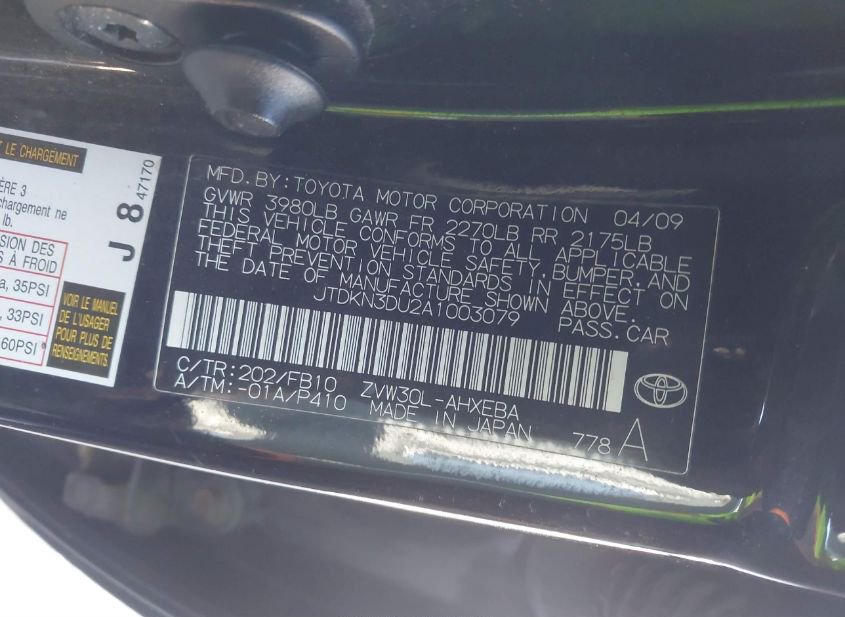 T LE CHARGEMENT
ÈRE 3
chargement ne
lb.
SION DES
S À FROID
a, 35PSI
, 33PSI
60PSI
VOIR LE MANUEL
DE L'USAGER
POUR PLUS DE
RENSEIGNEMENTS
J 8 47170
MFD. BY: TOYOTA MOTOR CORPORATION 04/09
GVWR 3980LB GAWR FR 2270LB RR 2175LB
THIS VEHICLE CONFORMS TO ALL APPLICABLE
FEDERAL MOTOR VEHICLE SAFETY, BUMPER, AND
THEFT PREVENTION STANDARDS IN EFFECT ON
THE DATE OF MANUFACTURE SHOWN ABOVE.
JTDKN3DU2A1003079 PASS. CAR
C/TR: 202/FB10 ZVW30L-AHXEBA
A/TM: -01A/P410 MADE IN JAPAN 778 A